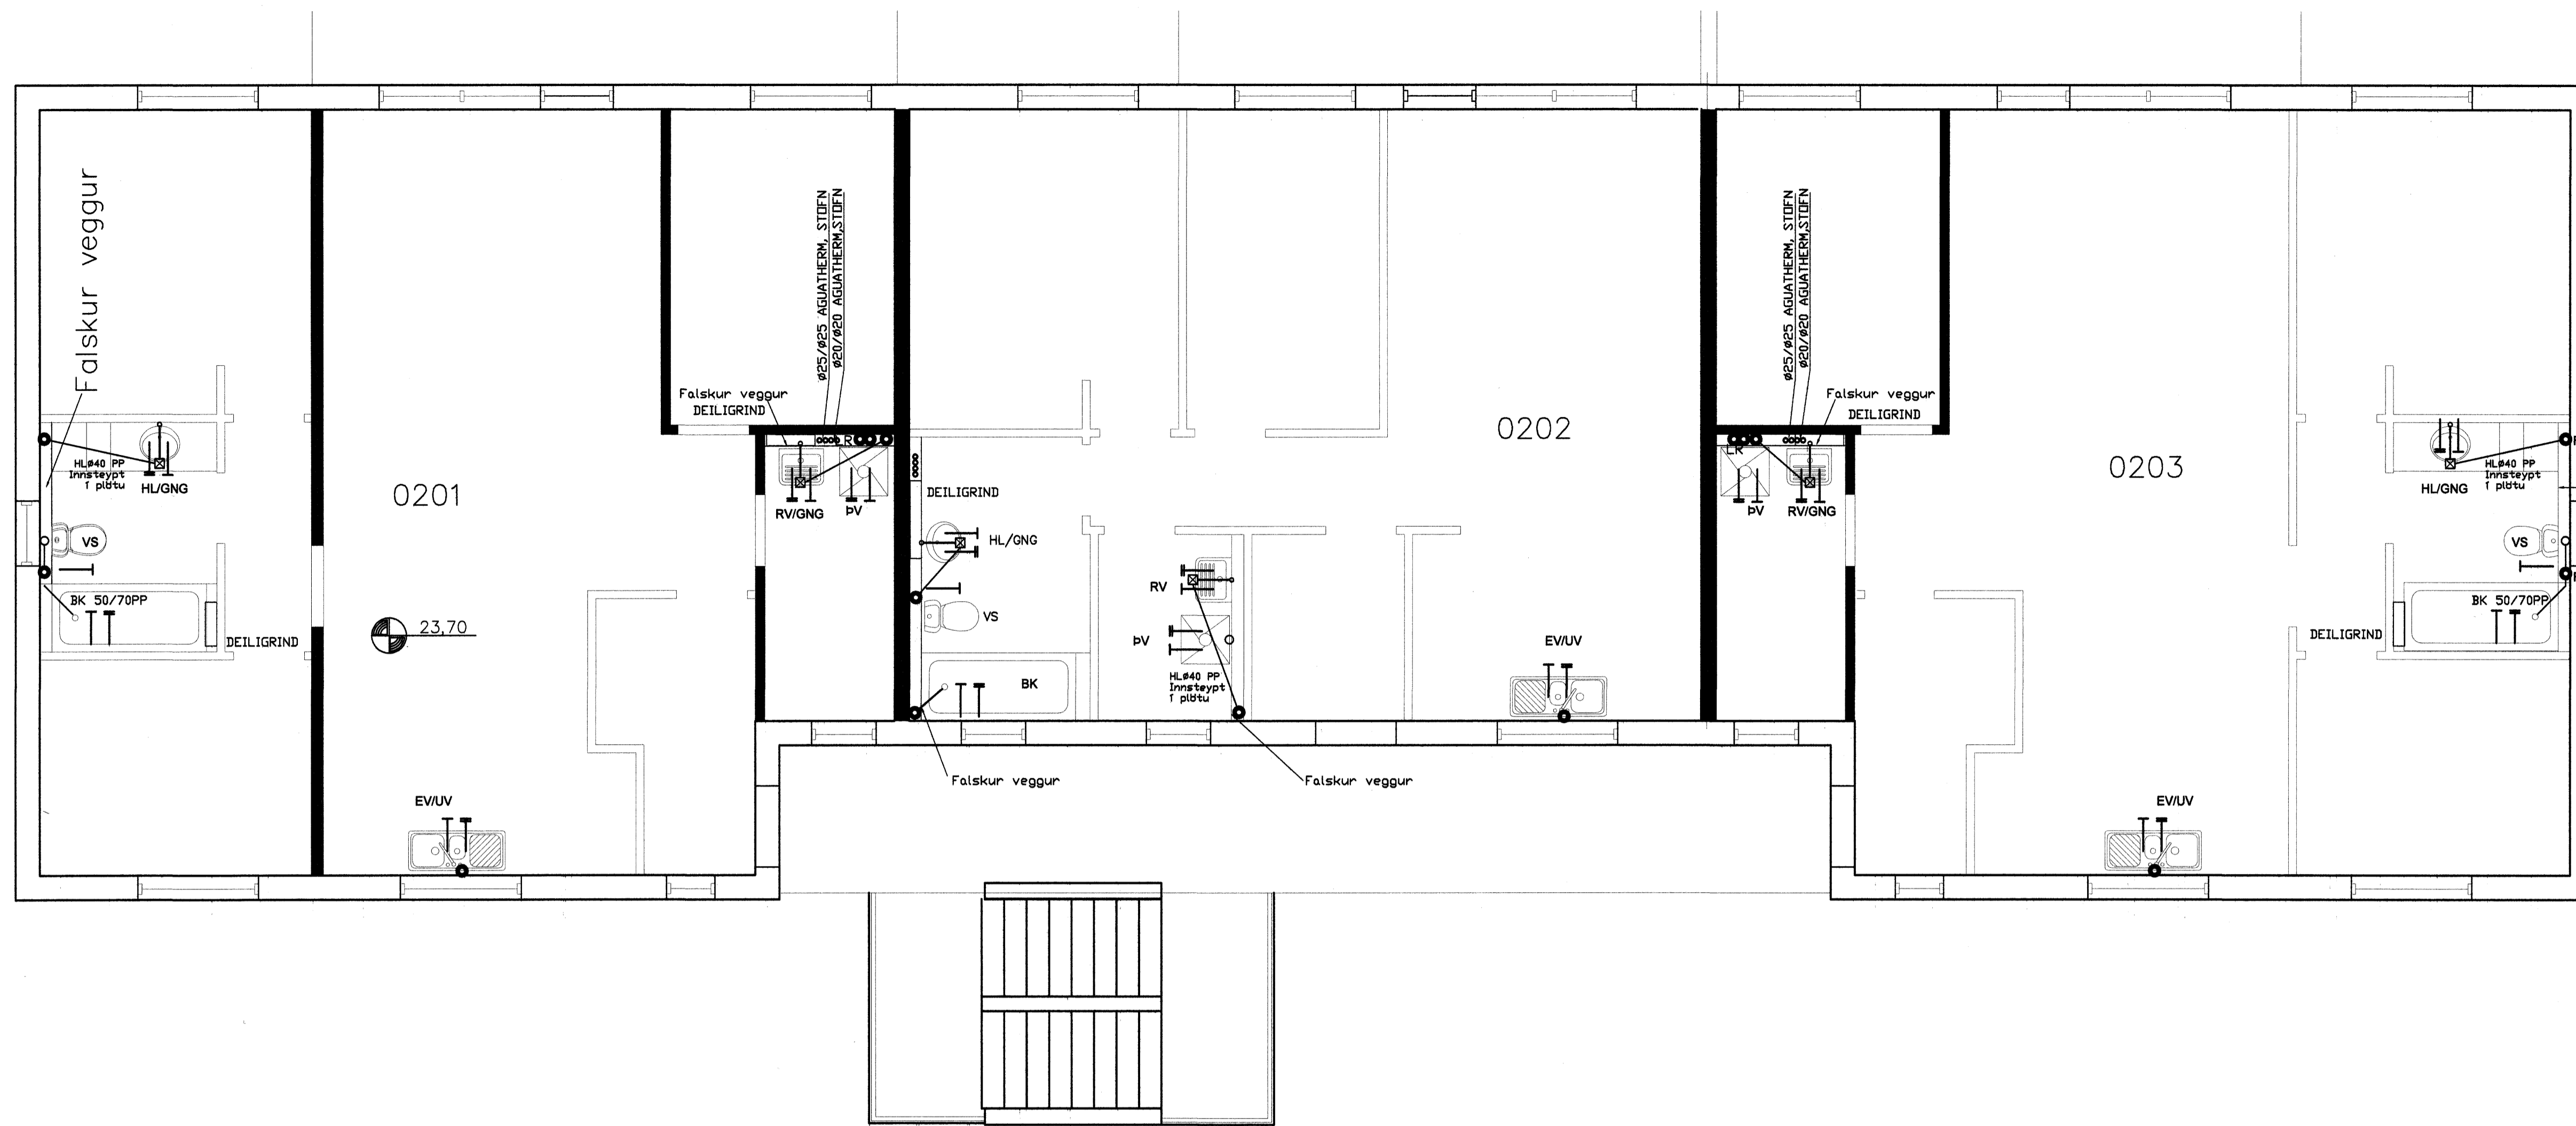 Falskur veggur
HLø40 PP
Innsteypt
í plötu
HL/GNG
VS
BK 50/70PP
DEILIGRIND
0201
23,70
EV/UV
Falskur veggur
DEILIGRIND
ø25/ø25 AGUATHERM, STOFN
ø20/ø20 AGUATHERM,STOFN
RV/GNG
ÞV
DEILIGRIND
HL/GNG
VS
BK
Falskur veggur
RV
ÞV
HLø40 PP
Innsteypt
í plötu
Falskur veggur
0202
EV/UV
ø25/ø25 AGUATHERM, STOFN
ø20/ø20 AGUATHERM,STOFN
Falskur veggur
DEILIGRIND
LR
ÞV
RV/GNG
0203
EV/UV
HLø40 PP
Innsteypt
í plötu
HL/GNG
VS
BK 50/70PP
DEILIGRIND